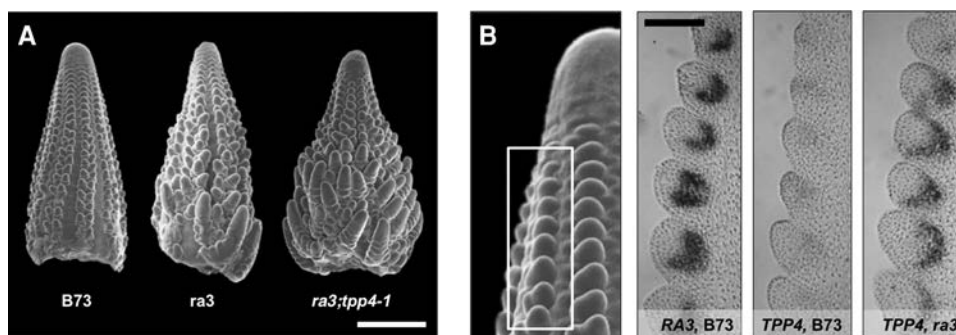 A
B73
ra3
ra3;tpp4-1
B
RA3, B73
TPP4, B73
TPP4, ra3